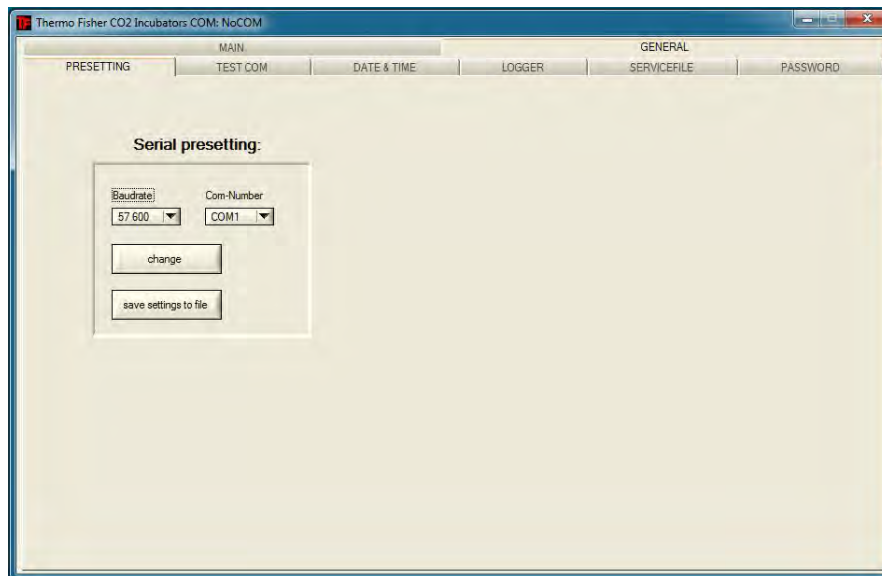 TF Thermo Fisher CO2 Incubators COM: NoCOM
MAIN GENERAL
PRESETTING TEST COM DATE & TIME LOGGER SERVICEFILE PASSWORD
Serial presetting:
Baudrate Com-Number
57 600 COM1
change
save settings to file